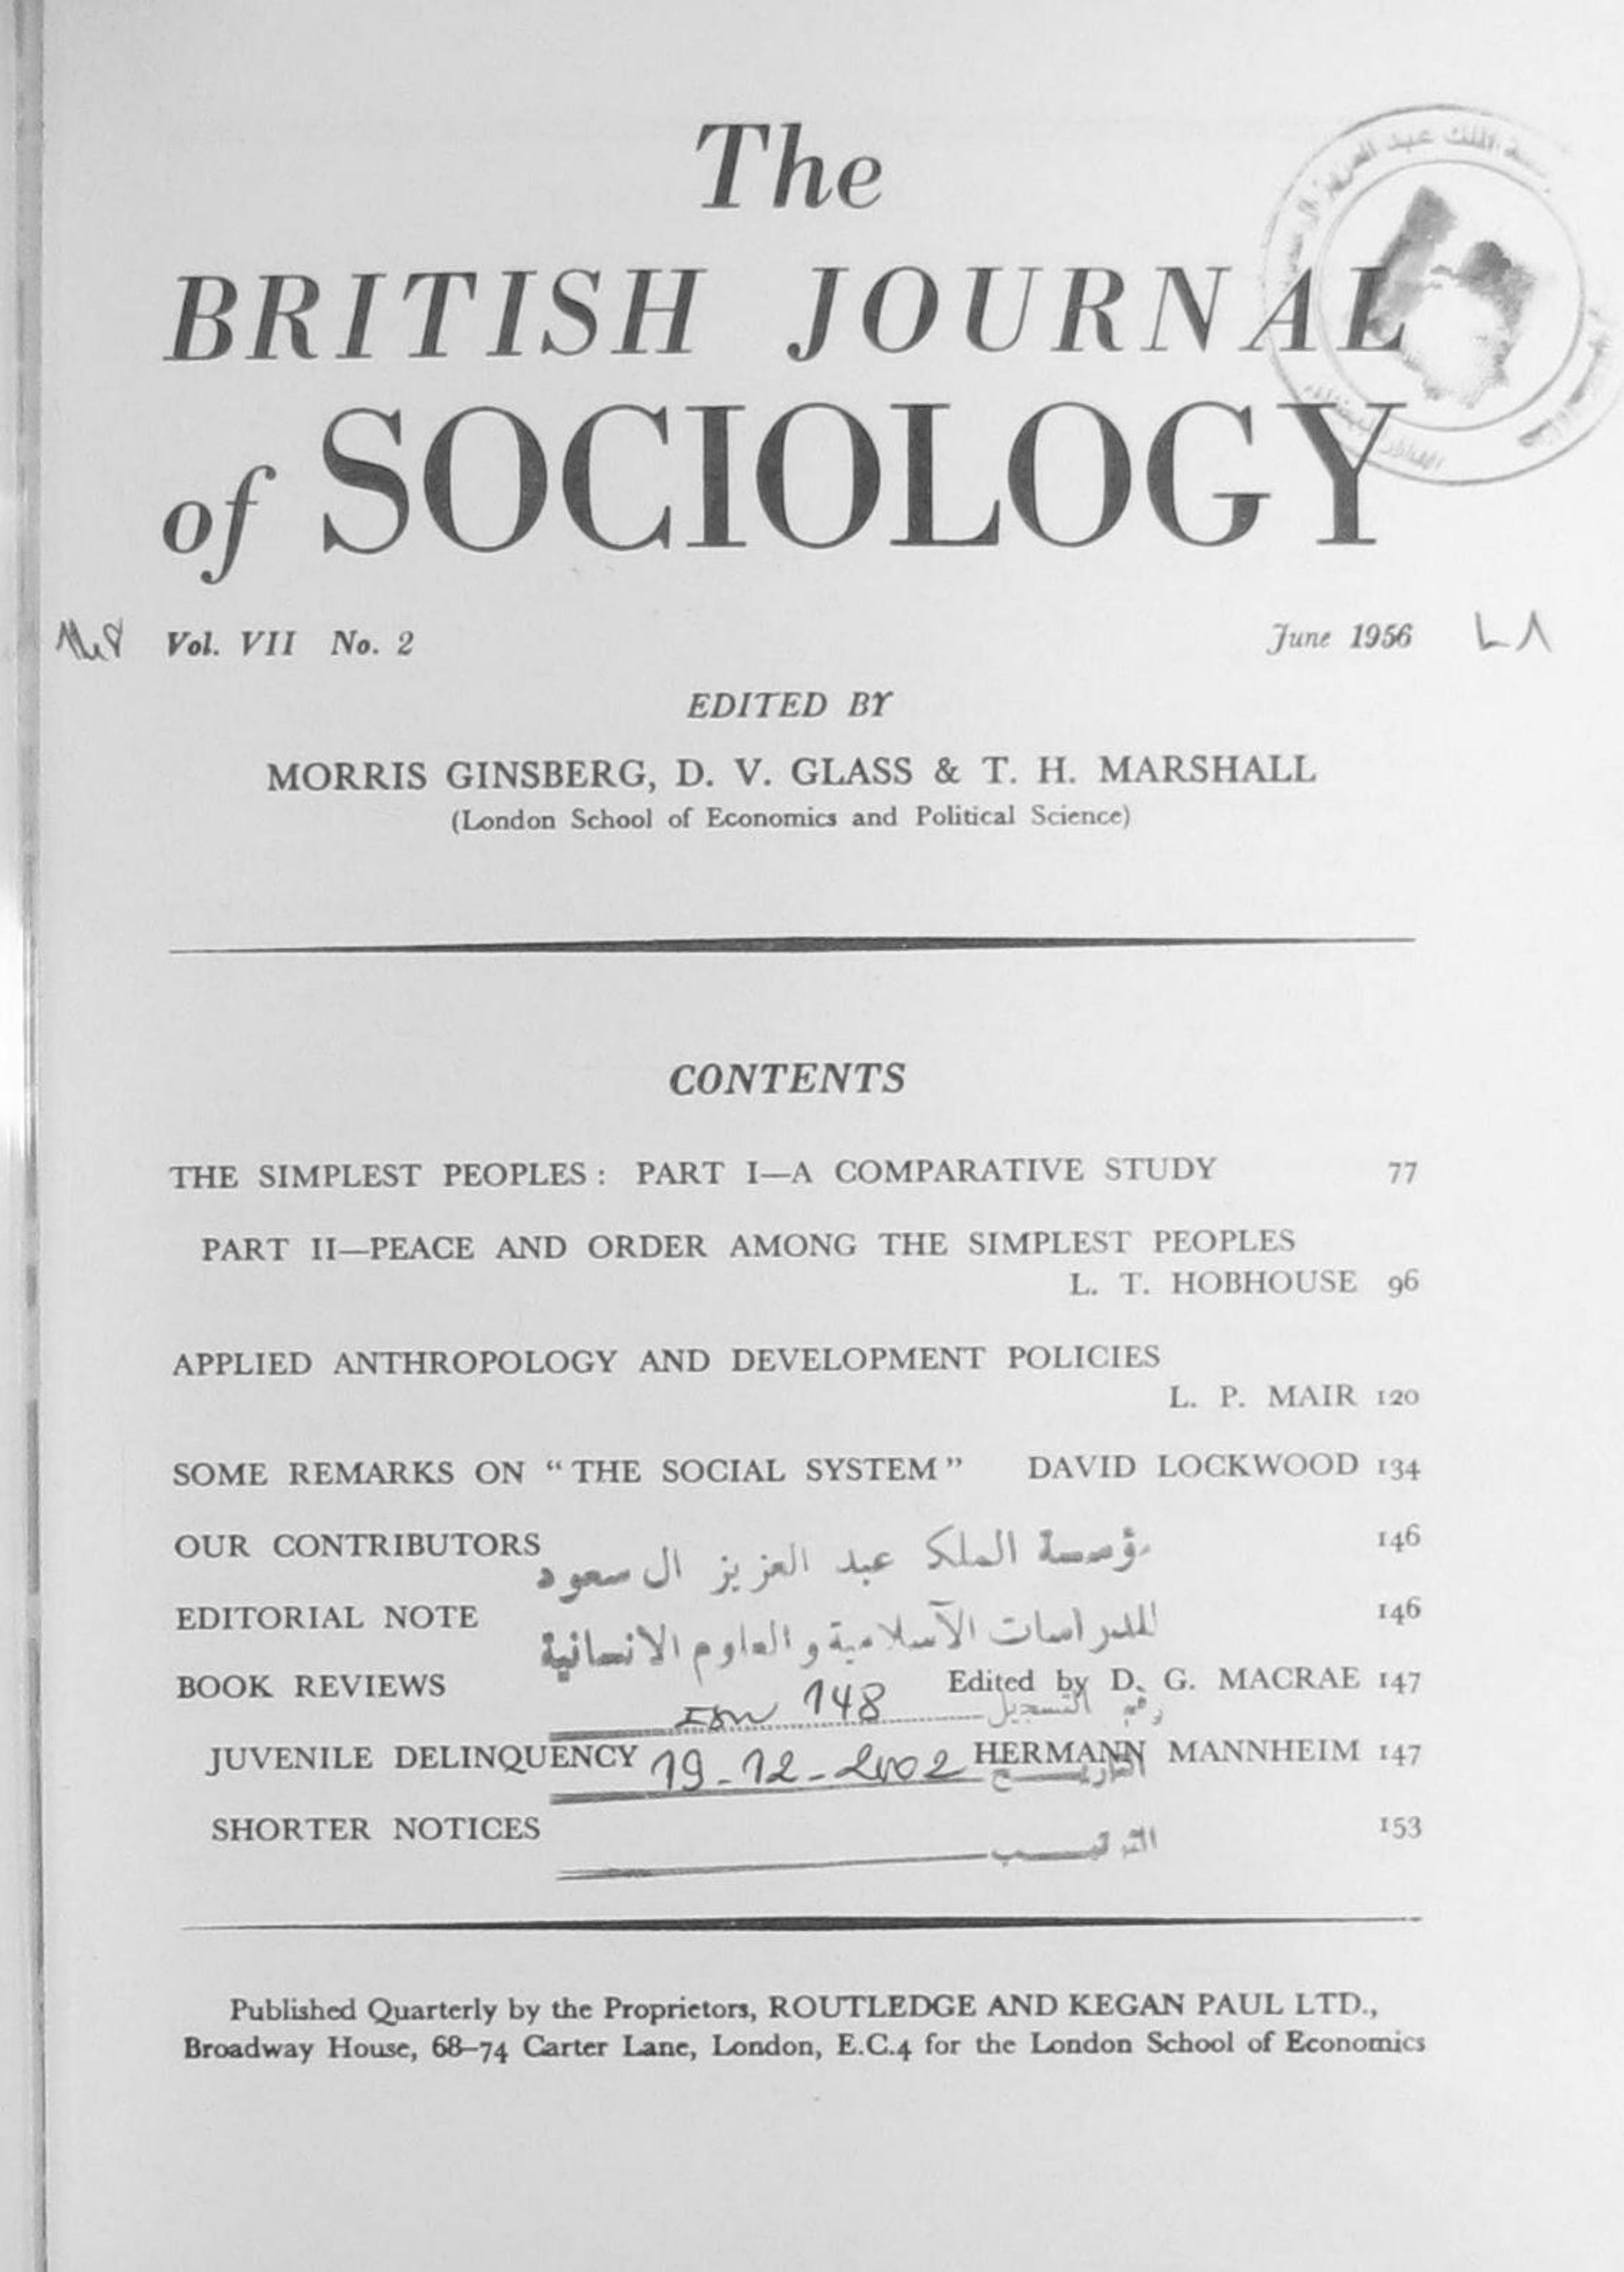 The
BRITISH JOURNAL
of SOCIOLOGY
Vol. VII No. 2 June 1956
EDITED BY
MORRIS GINSBERG, D. V. GLASS & T. H. MARSHALL
(London School of Economics and Political Science)
CONTENTS
THE SIMPLEST PEOPLES: PART I—A COMPARATIVE STUDY 77
PART II—PEACE AND ORDER AMONG THE SIMPLEST PEOPLES
L. T. HOBHOUSE 96
APPLIED ANTHROPOLOGY AND DEVELOPMENT POLICIES
L. P. MAIR 120
SOME REMARKS ON "THE SOCIAL SYSTEM" DAVID LOCKWOOD 134
OUR CONTRIBUTORS 146
مؤسسة الملك عبد العزيز ال سعود
EDITORIAL NOTE 146
للدراسات الآسلامية و العلوم الانسانية
BOOK REVIEWS Edited by D. G. MACRAE 147
رقم التسجيل 148
JUVENILE DELINQUENCY HERMANN MANNHEIM 147
التاريخ 19-12-2002
SHORTER NOTICES 153
الترتيب
Published Quarterly by the Proprietors, ROUTLEDGE AND KEGAN PAUL LTD.,
Broadway House, 68–74 Carter Lane, London, E.C.4 for the London School of Economics